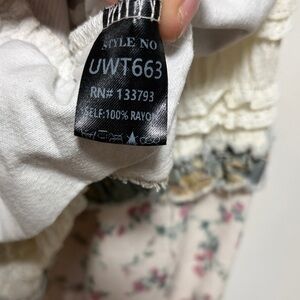 STYLE NO
UWT663
RN# 133793
SELF:100% RAYON